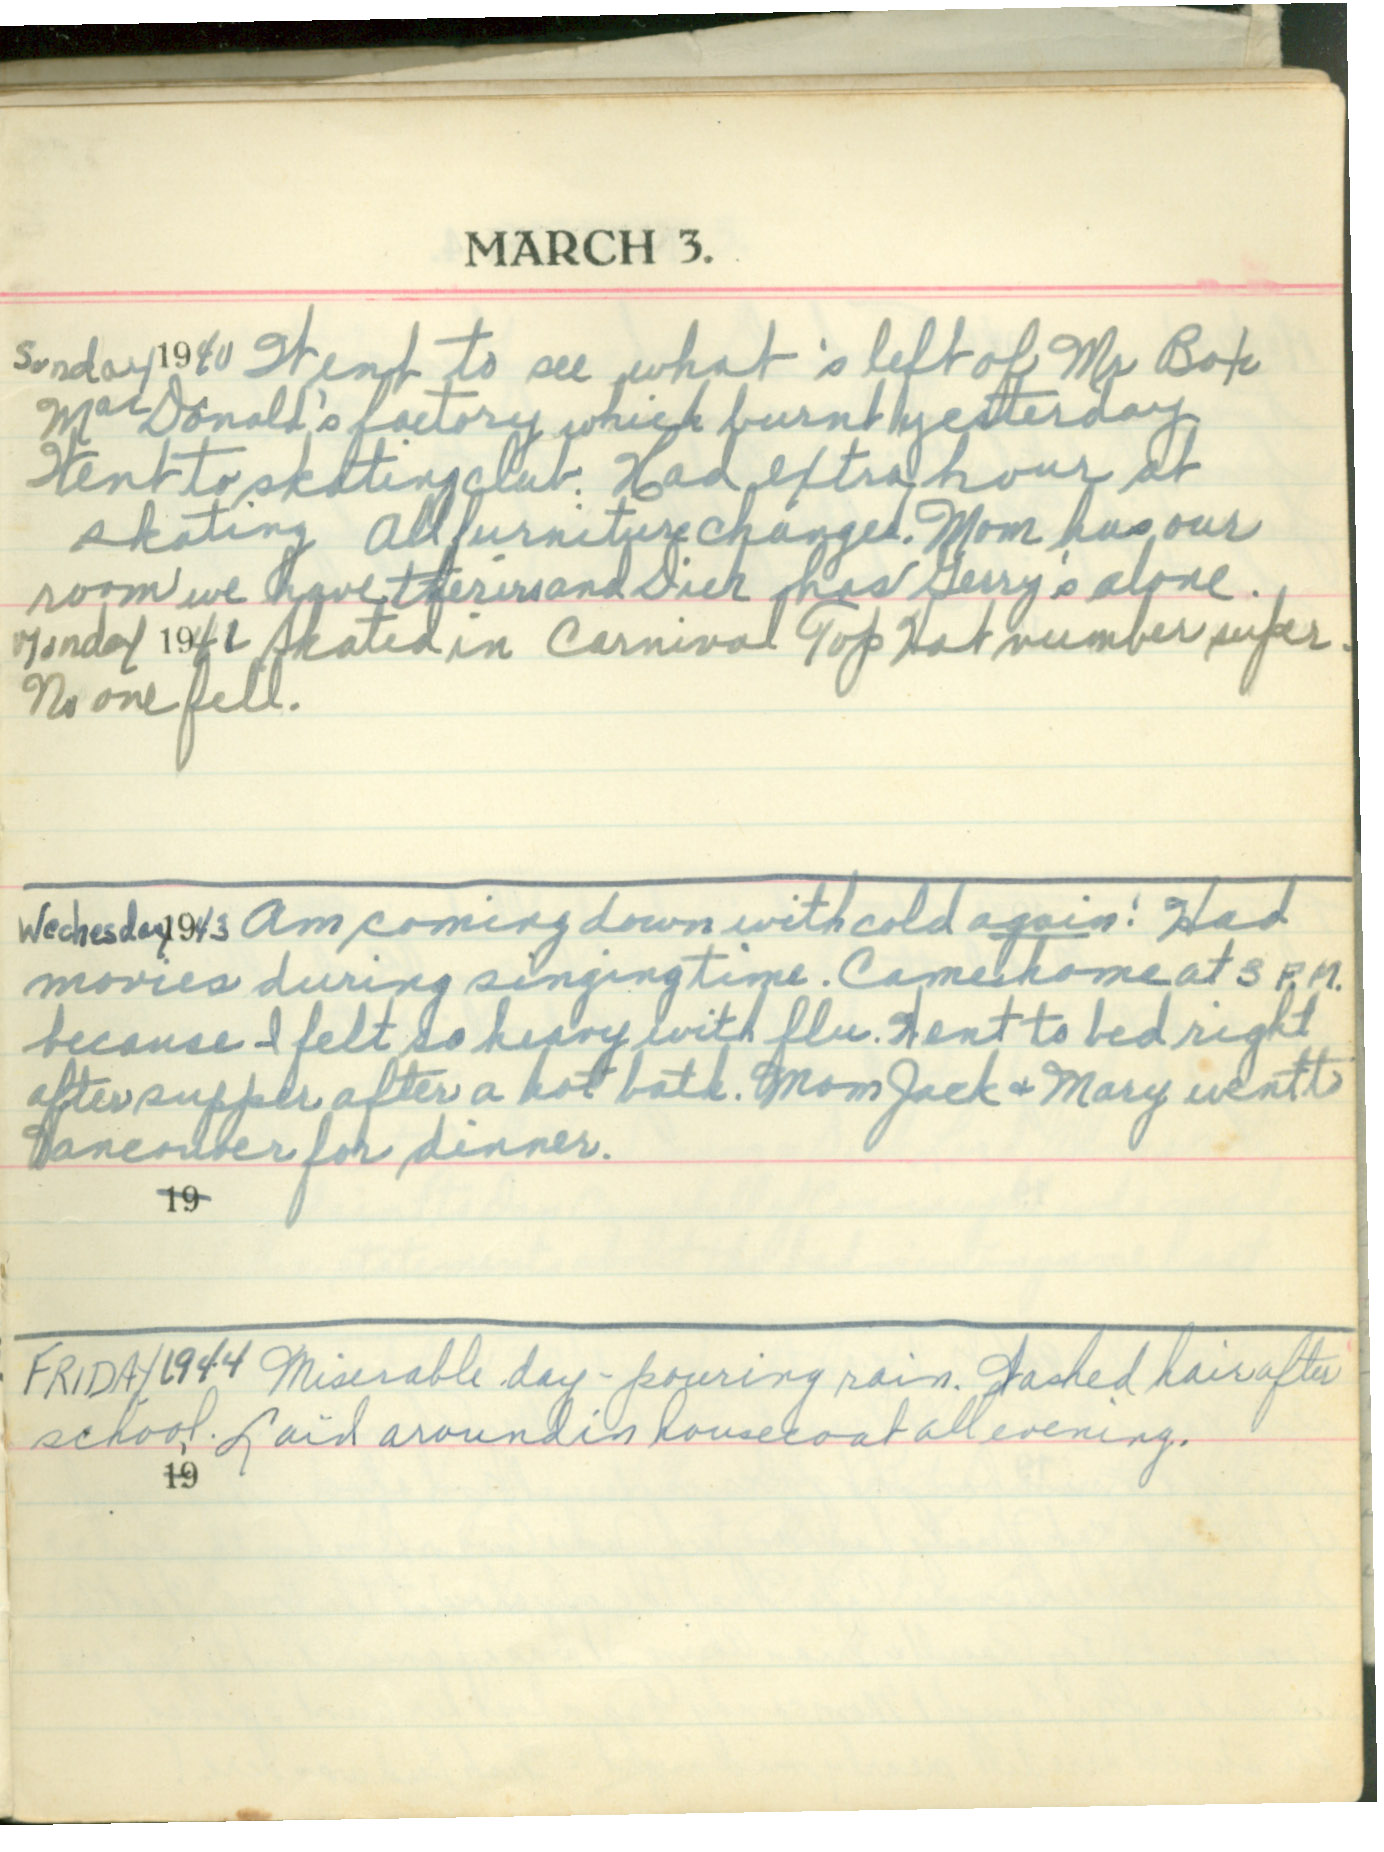 MARCH 3.
Sunday 1940 Went to see what's left of Mr Bob
MacDonald's factory which burnt yesterday
Went to skating club. Had extra hour at
skating All furniture changed. Mom has our
room we have theirs and Dick has Gerry's alone.
Monday 1941 Skated in Carnival Top Hat number super.
No one fell.
Wednesday 1943 Am coming down with cold again! Had
movies during singing time. Came home at 3 P.M.
because I felt so heavy with flu. Went to bed right
after supper after a hot bath. Mom Jack & Mary went to
Vancouver for dinner.
19
FRIDAY 1944 Miserable day - pouring rain. Washed hair after
school. Laid around in housecoat all evening.
19